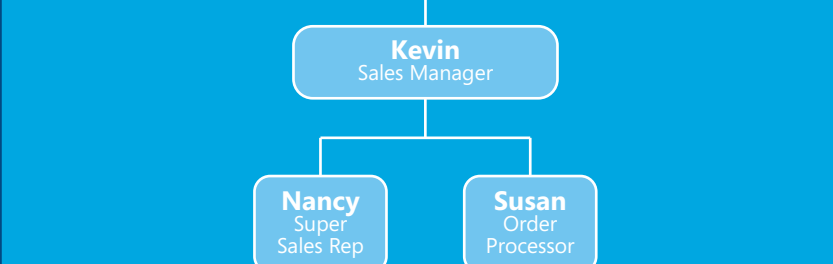 Kevin
Sales Manager
Nancy
Super
Sales Rep
Susan
Order
Processor